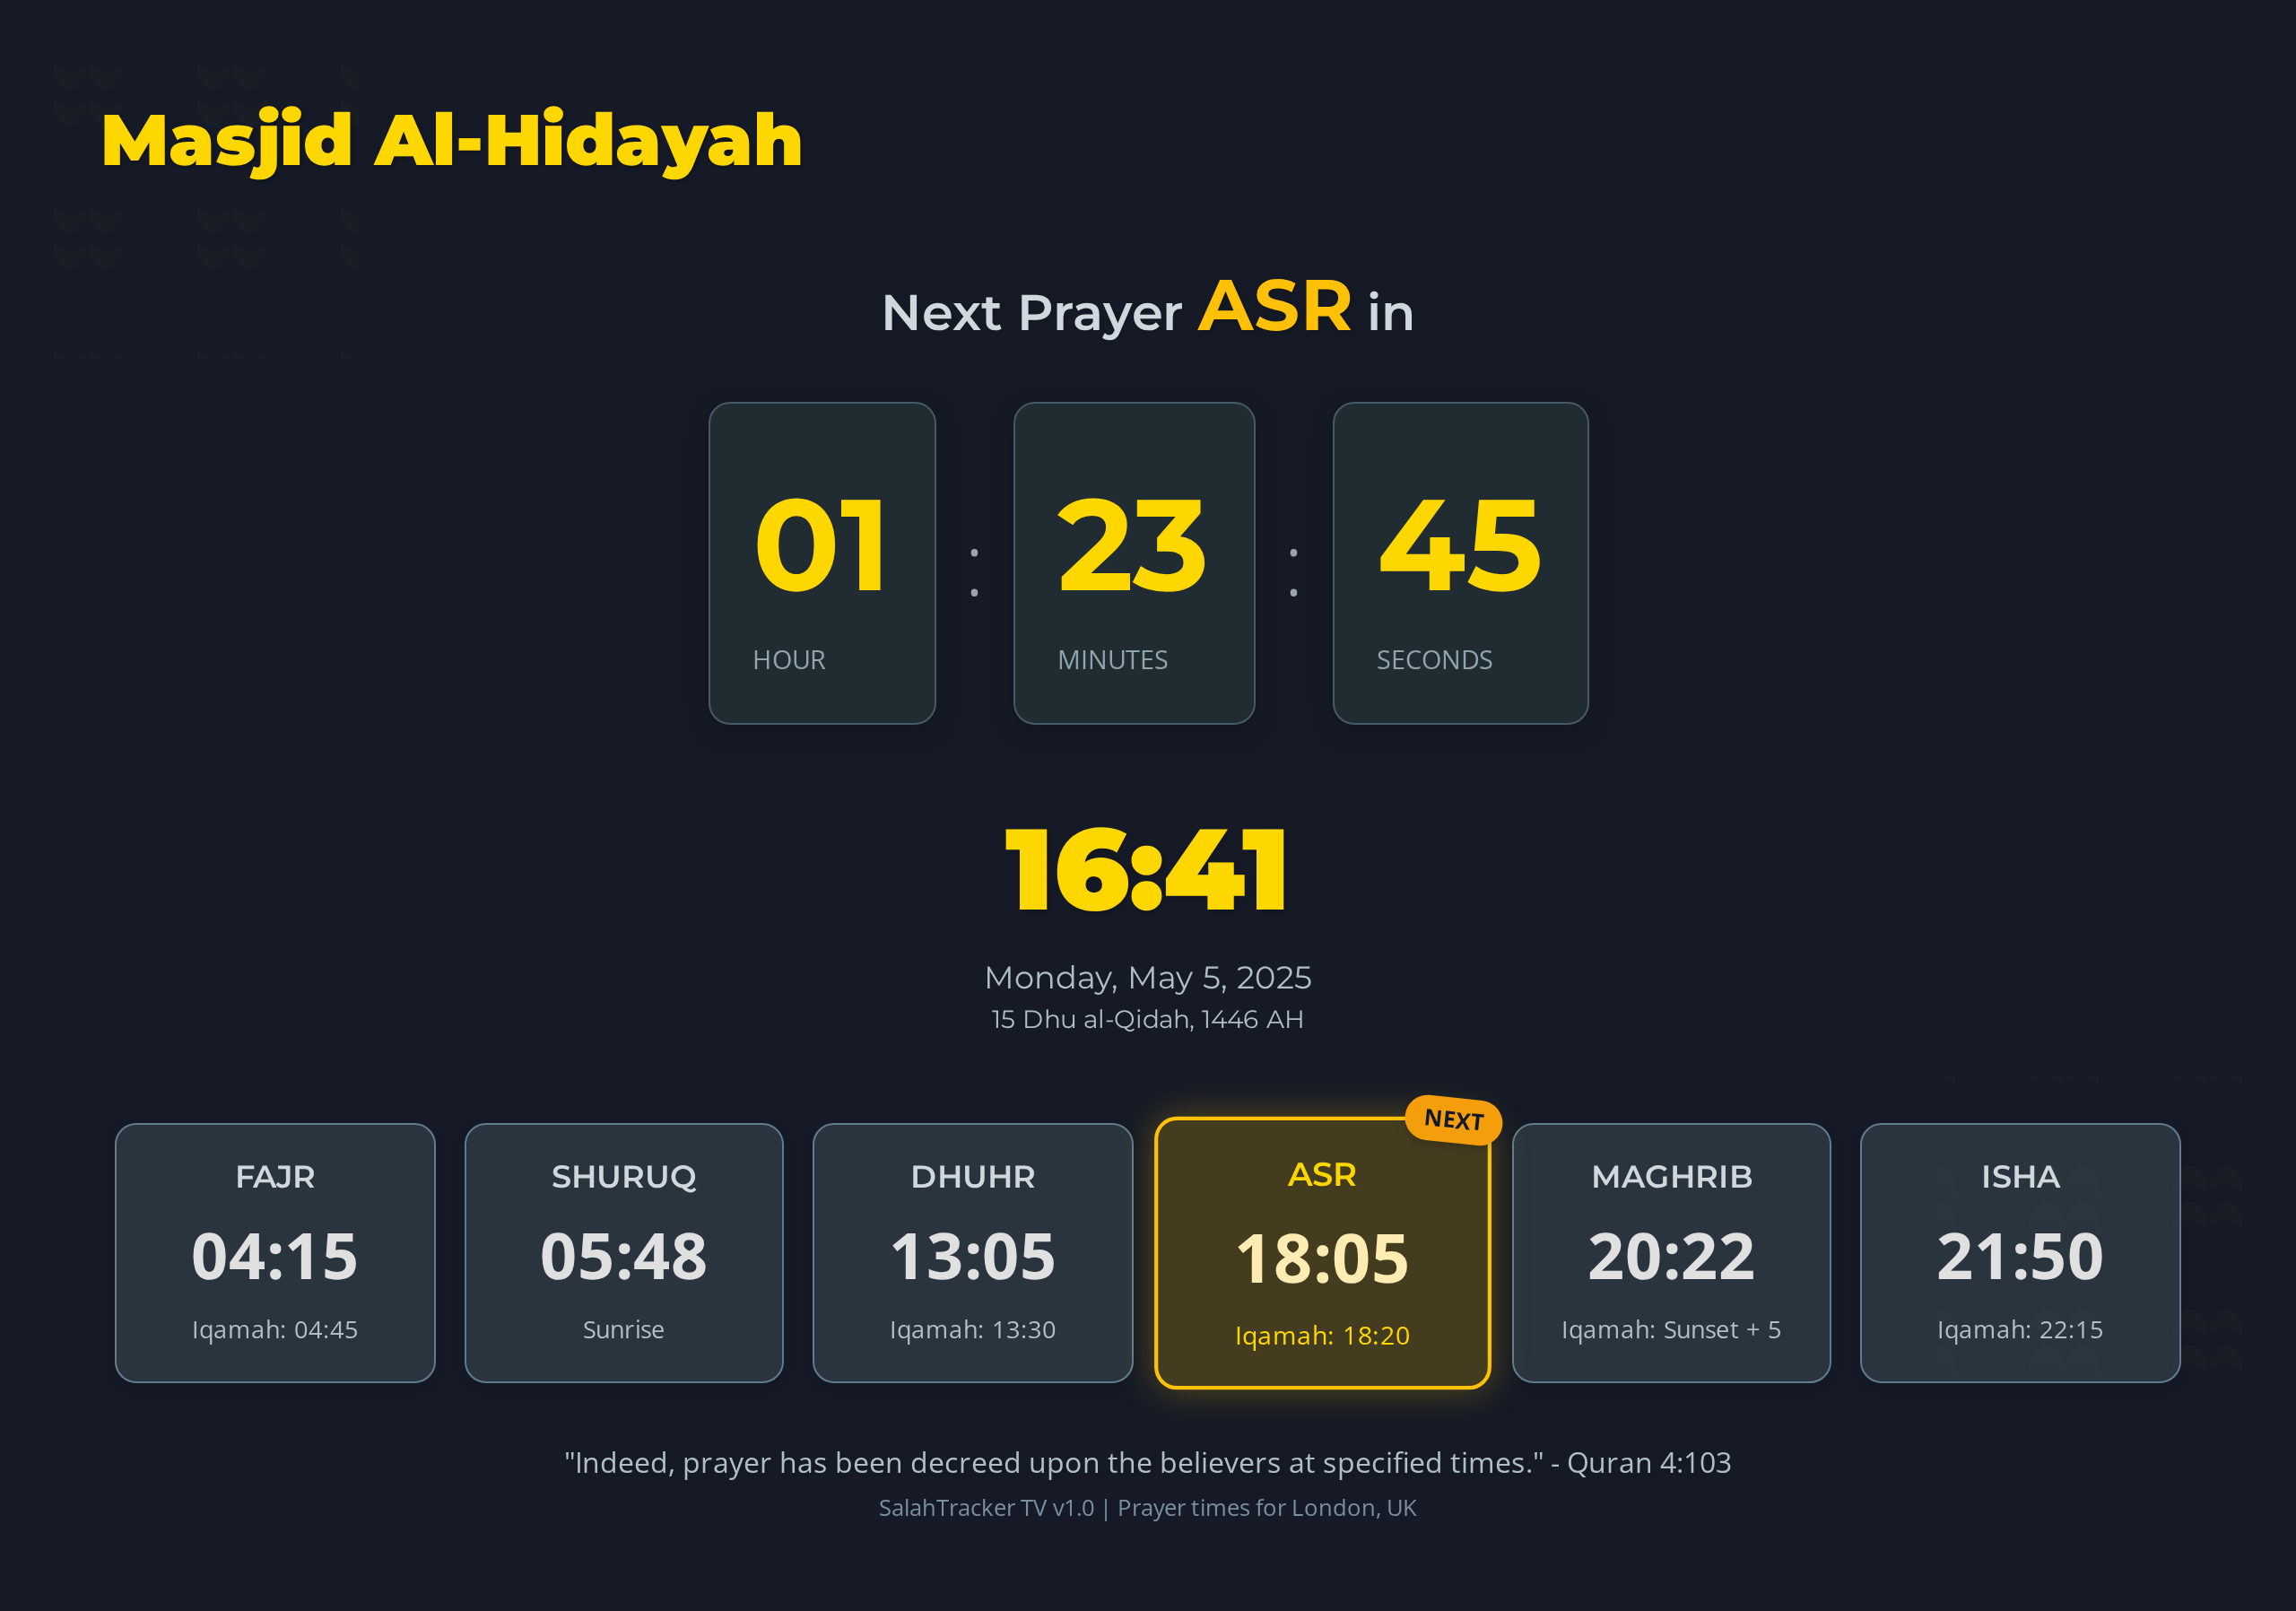 Masjid Al-Hidayah
Next Prayer ASR in
01 : 23 : 45
HOUR MINUTES SECONDS
16:41
Monday, May 5, 2025
15 Dhu al-Qidah, 1446 AH
FAJR
04:15
Iqamah: 04:45
SHURUQ
05:48
Sunrise
DHUHR
13:05
Iqamah: 13:30
NEXT
ASR
18:05
Iqamah: 18:20
MAGHRIB
20:22
Iqamah: Sunset + 5
ISHA
21:50
Iqamah: 22:15
"Indeed, prayer has been decreed upon the believers at specified times." - Quran 4:103
SalahTracker TV v1.0 | Prayer times for London, UK